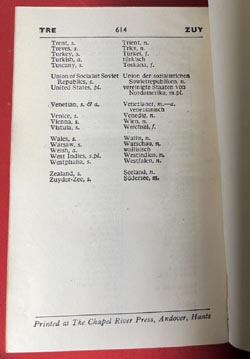 TRE 614 ZUY
Trent, s. Trient, n.
Treves, s. Trier, n.
Turkey, s. Türkei, f.
Turkish, a. türkisch
Tuscany, s. Toskana, f.
Union of Socialist Soviet Union der sozialistischen
Republics, s. Sowjetrepubliken, n.
United States, pl. vereinigte Staaten von
Nordamerika, m.pl.
Venetian, s. & a. Venetianer, m.—a.
venetianisch
Venice, s. Venedig, n.
Vienna, s. Wien, n.
Vistula, s. Weichsel, f.
Wales, s. Wallis, n.
Warsaw, s. Warschau, n.
Welsh, a. wallisisch
West Indies, s.pl. Westindien, n.
Westphalia, s. Westfalen, n.
Zealand, s. Seeland, n.
Zuyder-Zee, s. Südersee, m.
Printed at The Chapel River Press, Andover, Hants